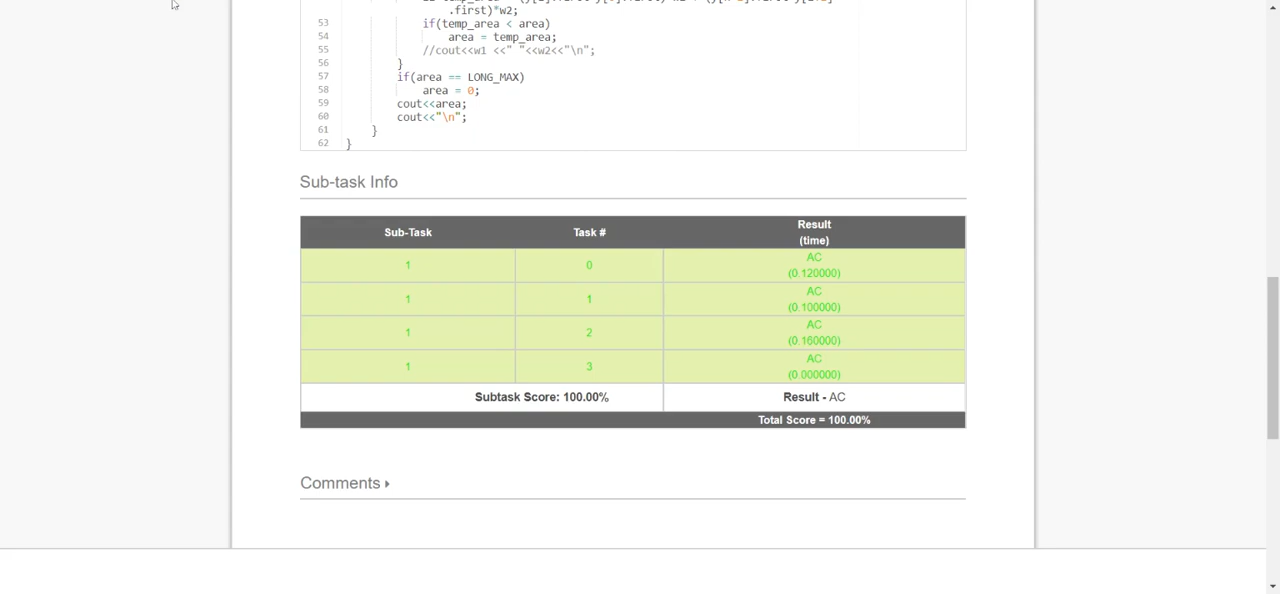 .first)*w2;
53 if(temp_area < area)
54 area = temp_area;
55 //cout<<w1 <<" "<<w2<<"\n";
56 }
57 if(area == LONG_MAX)
58 area = 0;
59 cout<<area;
60 cout<<"\n";
61 }
62 }
Sub-task Info
Sub-Task Task # Result
(time)
1 0 AC
(0.120000)
1 1 AC
(0.100000)
1 2 AC
(0.160000)
1 3 AC
(0.000000)
Subtask Score: 100.00% Result - AC
Total Score = 100.00%
Comments